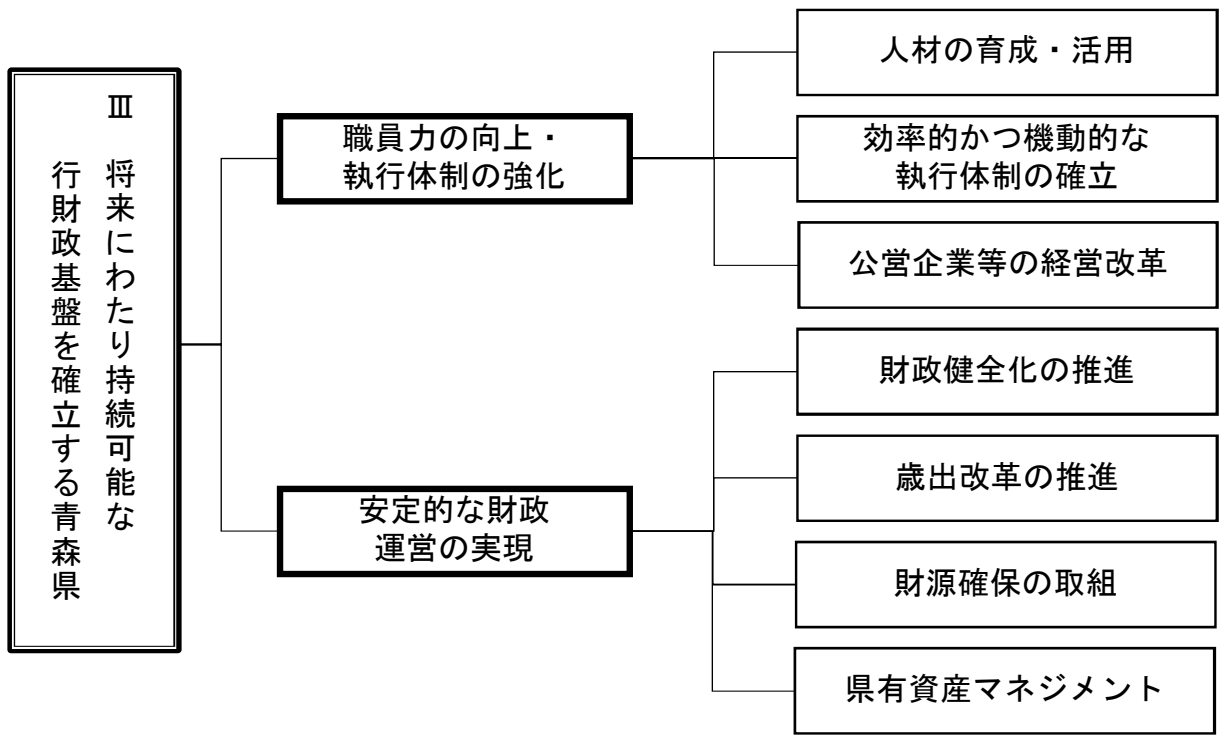 Ⅲ　将来にわたり持続可能な
行財政基盤を確立する青森県
職員力の向上・
執行体制の強化
人材の育成・活用
効率的かつ機動的な
執行体制の確立
公営企業等の経営改革
安定的な財政
運営の実現
財政健全化の推進
歳出改革の推進
財源確保の取組
県有資産マネジメント